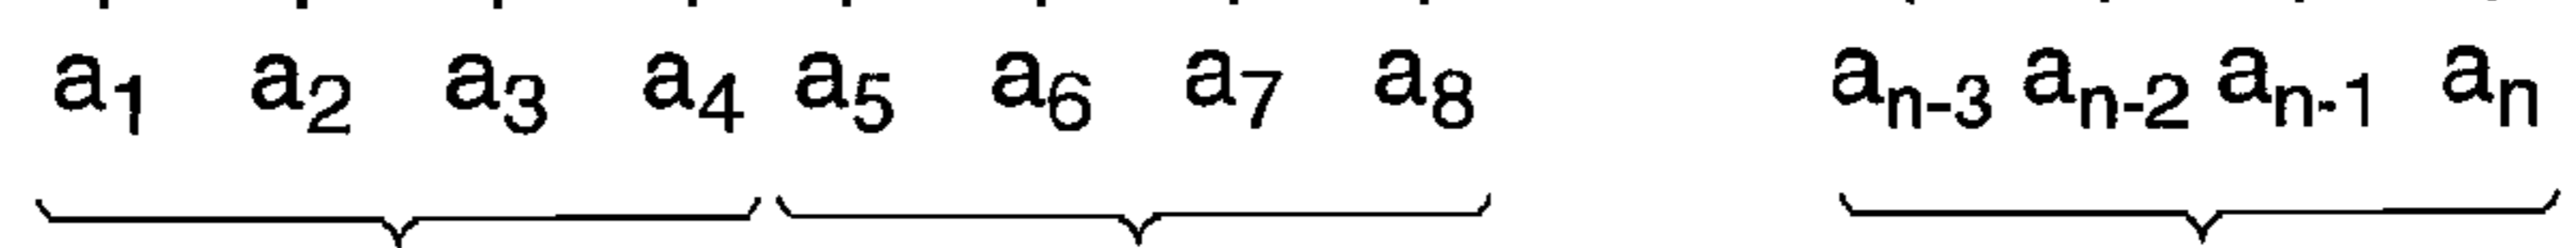 a₁ a₂ a₃ a₄ a₅ a₆ a₇ a₈ aₙ₋₃ aₙ₋₂ aₙ₋₁ aₙ